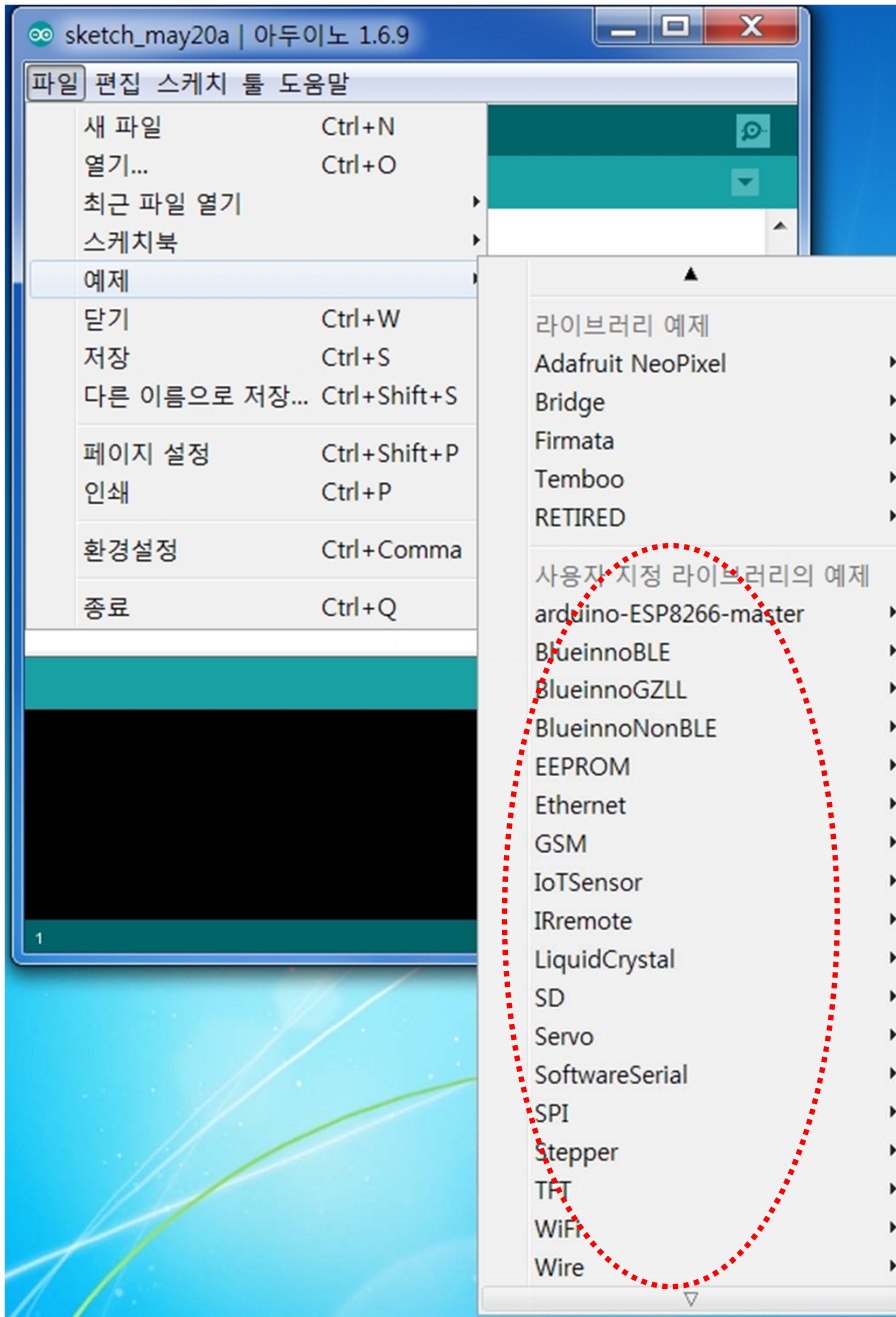 sketch_may20a | 아두이노 1.6.9
파일 편집 스케치 툴 도움말
새 파일 Ctrl+N
열기... Ctrl+O
최근 파일 열기
스케치북
예제
닫기 Ctrl+W
저장 Ctrl+S
다른 이름으로 저장... Ctrl+Shift+S
페이지 설정 Ctrl+Shift+P
인쇄 Ctrl+P
환경설정 Ctrl+Comma
종료 Ctrl+Q
1
라이브러리 예제
Adafruit NeoPixel
Bridge
Firmata
Temboo
RETIRED
사용자 지정 라이브러리의 예제
arduino-ESP8266-master
BlueinnoBLE
BlueinnoGZLL
BlueinnoNonBLE
EEPROM
Ethernet
GSM
IoTSensor
IRremote
LiquidCrystal
SD
Servo
SoftwareSerial
SPI
Stepper
TFT
WiFi
Wire